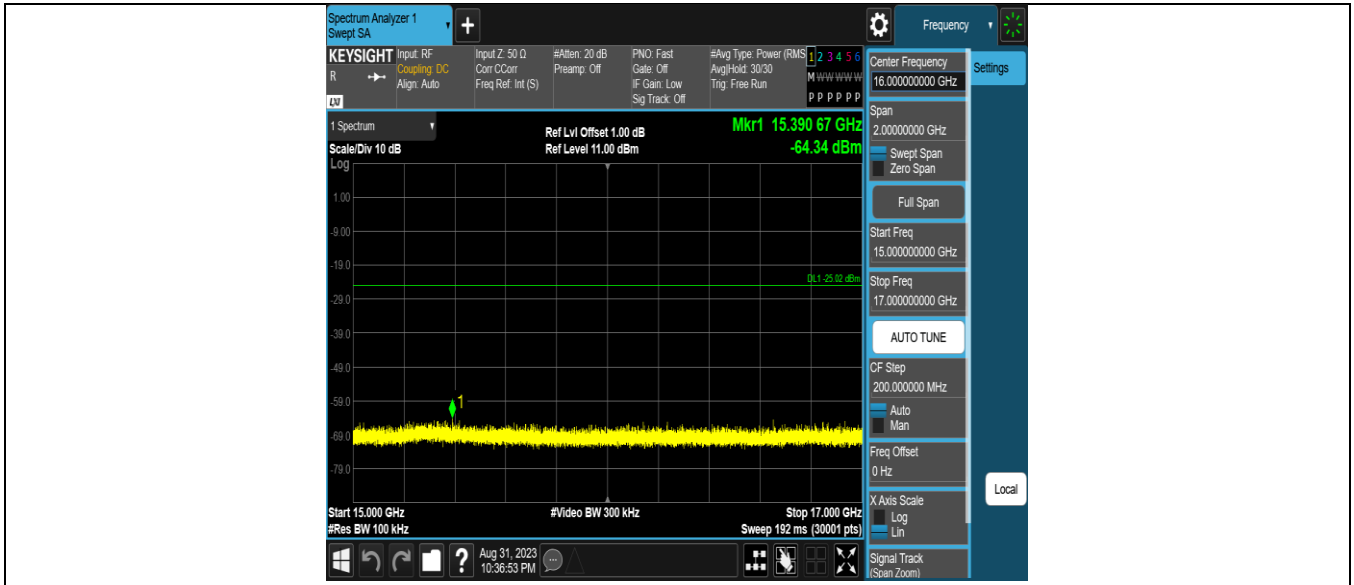 Spectrum Analyzer 1
Swept SA
+
Frequency
KEYSIGHT
R
LXI
Input: RF
Coupling: DC
Align: Auto
Input Z: 50 Ω
Corr CCorr
Freq Ref: Int (S)
#Atten: 20 dB
Preamp: Off
PNO: Fast
Gate: Off
IF Gain: Low
Sig Track: Off
#Avg Type: Power (RMS
Avg|Hold: 30/30
Trig: Free Run
1 2 3 4 5 6
M W W W W W
P P P P P P
1 Spectrum
Scale/Div 10 dB
Log
Ref Lvl Offset 1.00 dB
Ref Level 11.00 dBm
Mkr1 15.390 67 GHz
-64.34 dBm
1.00
-9.00
-19.0
DL1 -25.02 dBm
-29.0
-39.0
-49.0
-59.0
1
-69.0
-79.0
Start 15.000 GHz
#Res BW 100 kHz
#Video BW 300 kHz
Stop 17.000 GHz
Sweep 192 ms (30001 pts)
?
Aug 31, 2023
10:36:53 PM
Center Frequency
16.000000000 GHz
Settings
Span
2.00000000 GHz
Swept Span
Zero Span
Full Span
Start Freq
15.000000000 GHz
Stop Freq
17.000000000 GHz
AUTO TUNE
CF Step
200.000000 MHz
Auto
Man
Freq Offset
0 Hz
X Axis Scale
Log
Lin
Local
Signal Track
(Span Zoom)